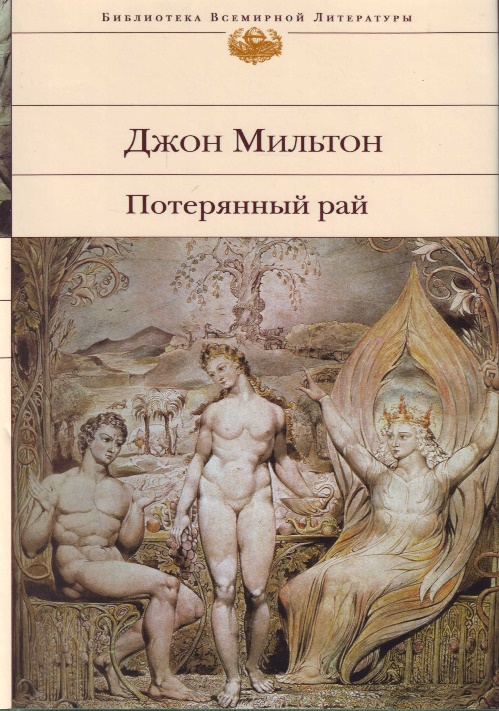 Библиотека Всемирной Литературы
Джон Мильтон
Потерянный рай